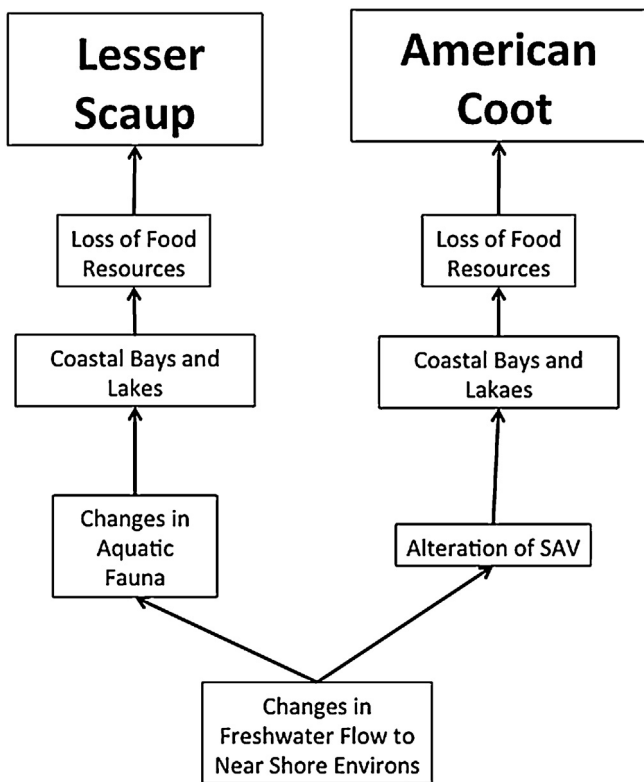 Lesser
Scaup
American
Coot
Loss of Food
Resources
Loss of Food
Resources
Coastal Bays and
Lakes
Coastal Bays and
Lakaes
Changes in
Aquatic
Fauna
Alteration of SAV
Changes in
Freshwater Flow to
Near Shore Environs